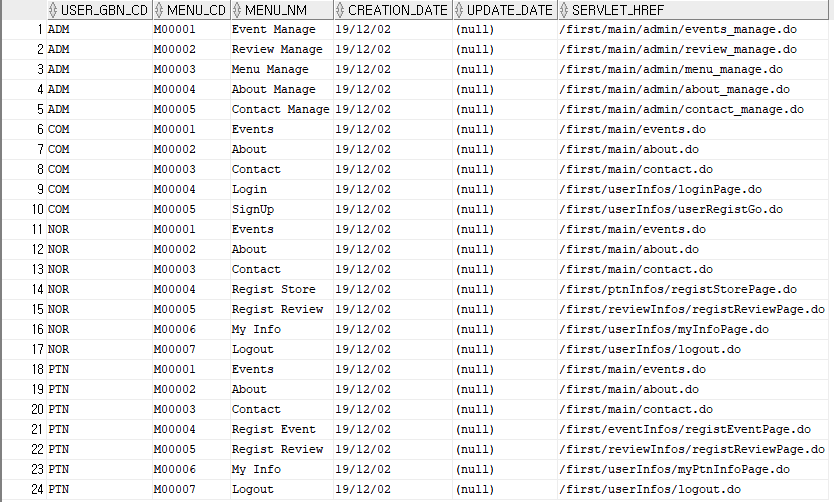 USER_GBN_CD MENU_CD MENU_NM CREATION_DATE UPDATE_DATE SERVLET_HREF
1 ADM M00001 Event Manage 19/12/02 (null) /first/main/admin/events_manage.do
2 ADM M00002 Review Manage 19/12/02 (null) /first/main/admin/review_manage.do
3 ADM M00003 Menu Manage 19/12/02 (null) /first/main/admin/menu_manage.do
4 ADM M00004 About Manage 19/12/02 (null) /first/main/admin/about_manage.do
5 ADM M00005 Contact Manage 19/12/02 (null) /first/main/admin/contact_manage.do
6 COM M00001 Events 19/12/02 (null) /first/main/events.do
7 COM M00002 About 19/12/02 (null) /first/main/about.do
8 COM M00003 Contact 19/12/02 (null) /first/main/contact.do
9 COM M00004 Login 19/12/02 (null) /first/userInfos/loginPage.do
10 COM M00005 SignUp 19/12/02 (null) /first/userInfos/userRegistGo.do
11 NOR M00001 Events 19/12/02 (null) /first/main/events.do
12 NOR M00002 About 19/12/02 (null) /first/main/about.do
13 NOR M00003 Contact 19/12/02 (null) /first/main/contact.do
14 NOR M00004 Regist Store 19/12/02 (null) /first/ptnInfos/registStorePage.do
15 NOR M00005 Regist Review 19/12/02 (null) /first/reviewInfos/registReviewPage.do
16 NOR M00006 My Info 19/12/02 (null) /first/userInfos/myInfoPage.do
17 NOR M00007 Logout 19/12/02 (null) /first/userInfos/logout.do
18 PTN M00001 Events 19/12/02 (null) /first/main/events.do
19 PTN M00002 About 19/12/02 (null) /first/main/about.do
20 PTN M00003 Contact 19/12/02 (null) /first/main/contact.do
21 PTN M00004 Regist Event 19/12/02 (null) /first/eventInfos/registEventPage.do
22 PTN M00005 Regist Review 19/12/02 (null) /first/reviewInfos/registReviewPage.do
23 PTN M00006 My Info 19/12/02 (null) /first/userInfos/myPtnInfoPage.do
24 PTN M00007 Logout 19/12/02 (null) /first/userInfos/logout.do